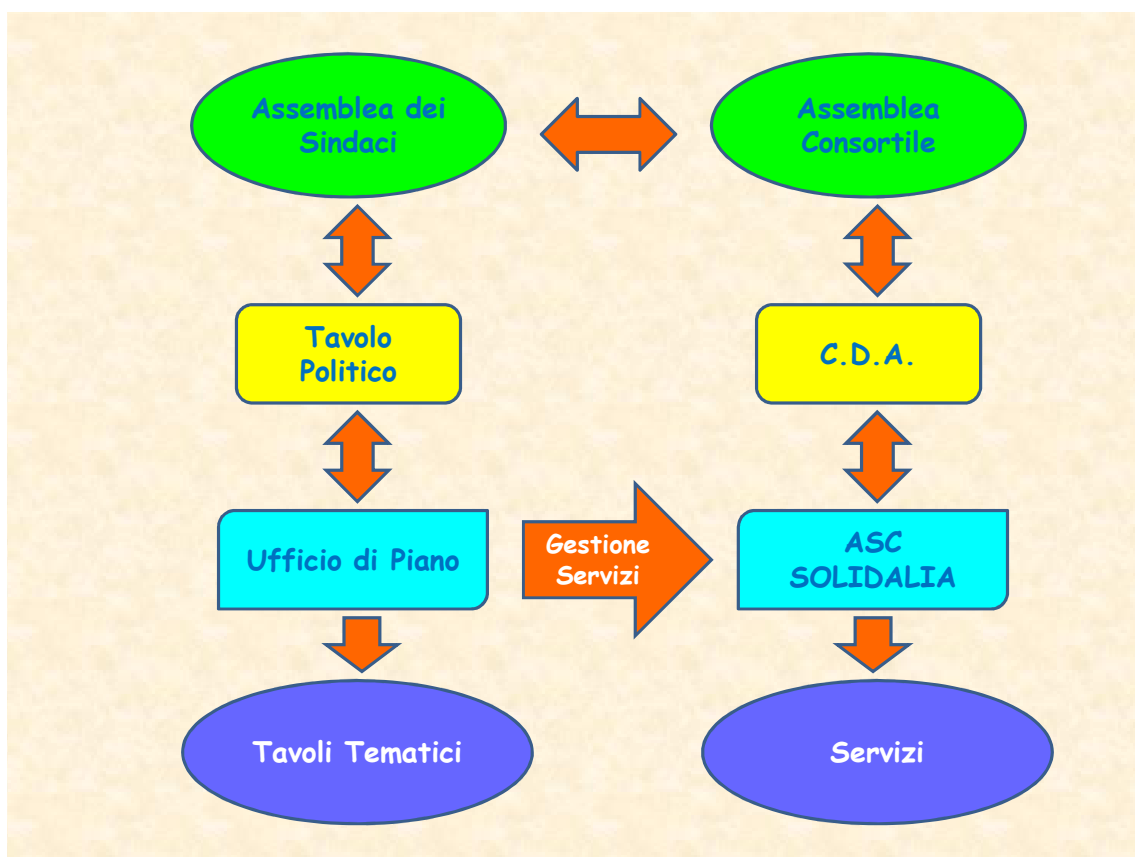 Assemblea dei
Sindaci
Assemblea
Consortile
Tavolo
Politico
C.D.A.
Ufficio di Piano
Gestione
Servizi
ASC
SOLIDALIA
Tavoli Tematici
Servizi